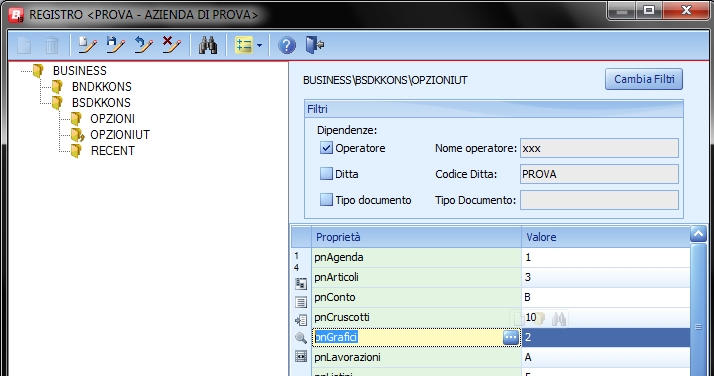 REGISTRO <PROVA - AZIENDA DI PROVA>
BUSINESS
BNDKKONS
BSDKKONS
OPZIONI
OPZIONIUT
RECENT
BUSINESS\BSDKKONS\OPZIONIUT
Cambia Filtri
Filtri
Dipendenze:
Operatore Nome operatore: xxx
Ditta Codice Ditta: PROVA
Tipo documento Tipo Documento:
Proprietà Valore
1
4
pnAgenda 1
pnArticoli 3
pnConto B
pnCruscotti 10
pnGrafici ... 2
pnLavorazioni A